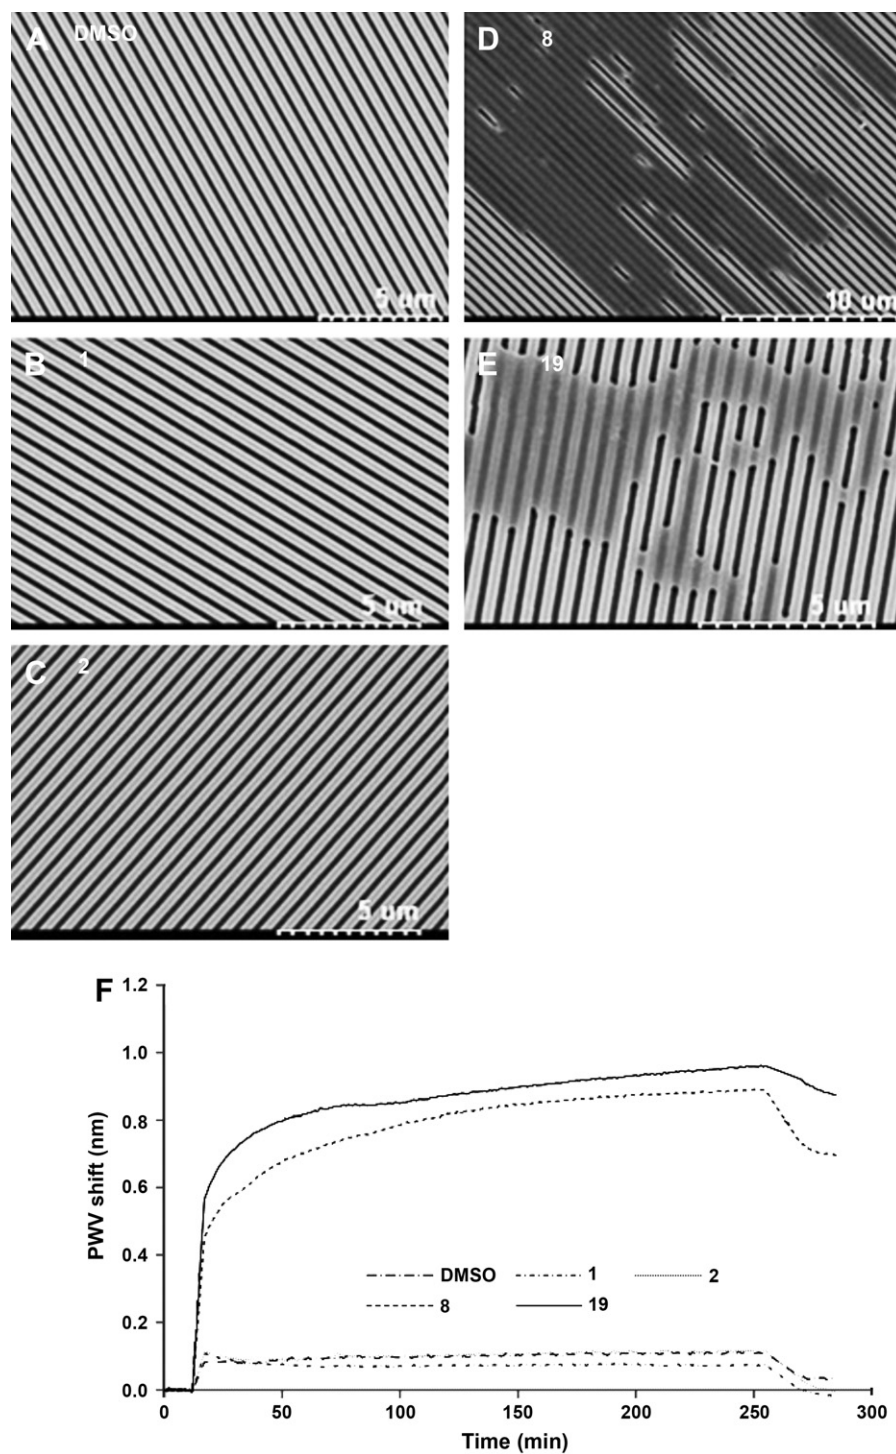 A DMSO
5 um
B 1
5 um
C 2
5 um
D 8
10 um
E 19
5 um
F
1.2
1.0
0.8
0.6
0.4
0.2
0.0
PWV shift (nm)
DMSO 1 2
8 19
0 50 100 150 200 250 300
Time (min)